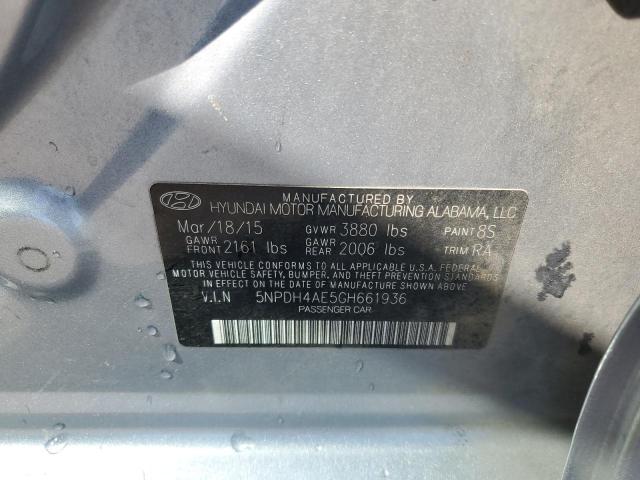 MANUFACTURED BY
HYUNDAI MOTOR MANUFACTURING ALABAMA, LLC
Mar/18/15 GVWR 3880 lbs PAINT 8S
GAWR FRONT 2161 lbs GAWR REAR 2006 lbs TRIM RA
THIS VEHICLE CONFORMS TO ALL APPLICABLE U.S.A. FEDERAL
MOTOR VEHICLE SAFETY, BUMPER, AND THEFT PREVENTION STANDARDS
IN EFFECT ON THE DATE OF MANUFACTURE SHOWN ABOVE.
V.I.N 5NPDH4AE5GH661936
PASSENGER CAR